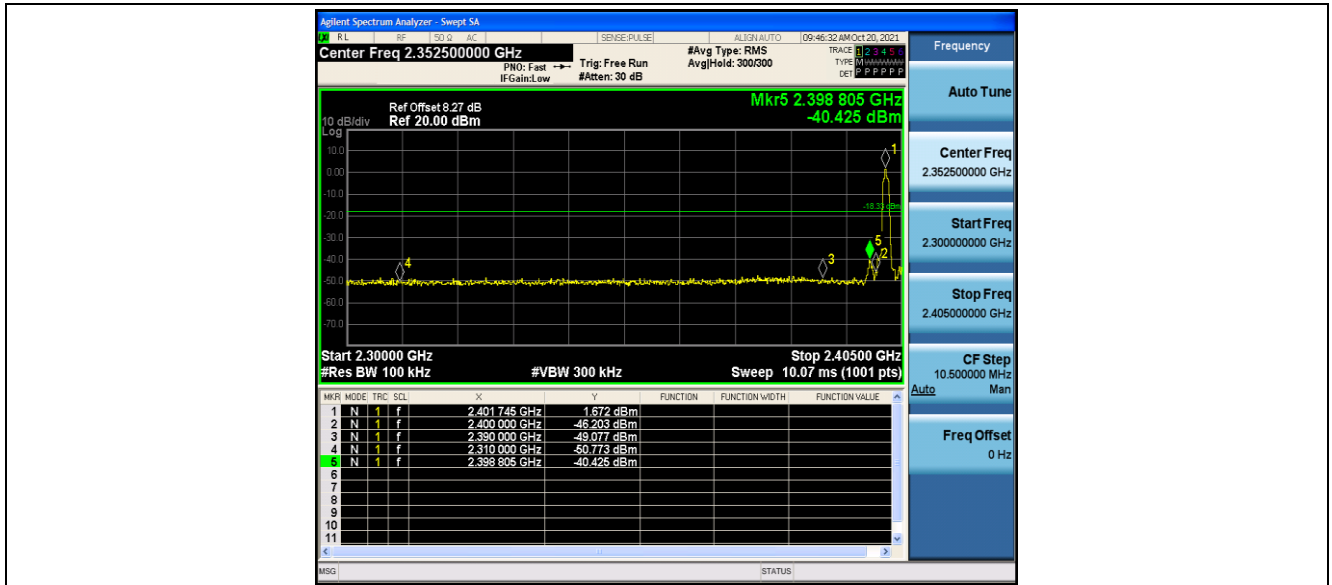 Agilent Spectrum Analyzer - Swept SA
RL RF 50 Ω AC SENSE:PULSE ALIGN AUTO 09:46:32 AM Oct 20, 2021
Center Freq 2.352500000 GHz
PNO: Fast
IFGain:Low
Trig: Free Run
#Atten: 30 dB
#Avg Type: RMS
Avg|Hold: 300/300
TRACE 1 2 3 4 5 6
TYPE M
DET P P P P P P
Ref Offset 8.27 dB
10 dB/div Ref 20.00 dBm
Log
Mkr5 2.398 805 GHz
-40.425 dBm
10.0
0.00
-10.0
-20.0
-30.0
-40.0
-50.0
-60.0
-70.0
-18.33 dBm
1
5
2
3
4
Start 2.30000 GHz Stop 2.40500 GHz
#Res BW 100 kHz #VBW 300 kHz Sweep 10.07 ms (1001 pts)
MKR MODE TRC SCL X Y FUNCTION FUNCTION WIDTH FUNCTION VALUE
1 N 1 f 2.401 745 GHz 1.672 dBm
2 N 1 f 2.400 000 GHz -46.203 dBm
3 N 1 f 2.390 000 GHz -49.077 dBm
4 N 1 f 2.310 000 GHz -50.773 dBm
5 N 1 f 2.398 805 GHz -40.425 dBm
6
7
8
9
10
11
MSG STATUS
Frequency
Auto Tune
Center Freq
2.352500000 GHz
Start Freq
2.300000000 GHz
Stop Freq
2.405000000 GHz
CF Step
10.500000 MHz
Auto Man
Freq Offset
0 Hz